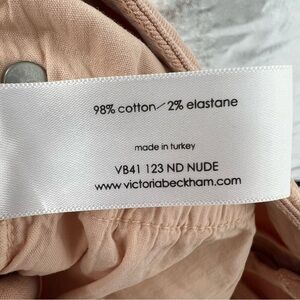 98% cotton/2% elastane
made in turkey
VB41 123 ND NUDE
www.victoriabeckham.com